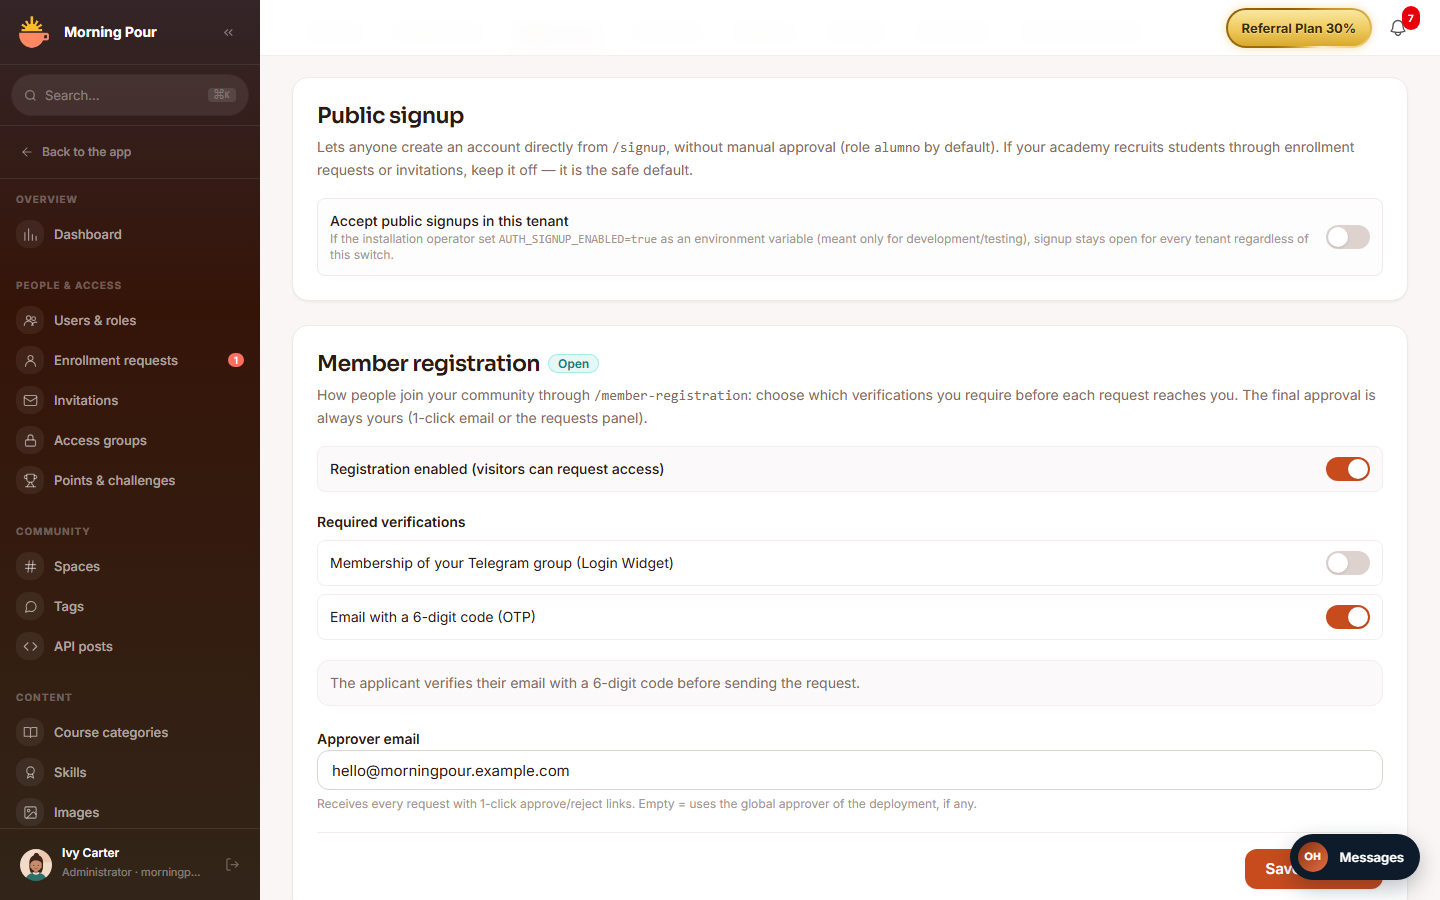 Morning Pour
Search...
⌘K
Back to the app
OVERVIEW
Dashboard
PEOPLE & ACCESS
Users & roles
Enrollment requests
1
Invitations
Access groups
Points & challenges
COMMUNITY
Spaces
Tags
API posts
CONTENT
Course categories
Skills
Images
Ivy Carter
Administrator · morningp...
Referral Plan 30%
7
Public signup
Lets anyone create an account directly from /signup, without manual approval (role alumno by default). If your academy recruits students through enrollment
requests or invitations, keep it off — it is the safe default.
Accept public signups in this tenant
If the installation operator set AUTH_SIGNUP_ENABLED=true as an environment variable (meant only for development/testing), signup stays open for every tenant regardless of
this switch.
Member registration
Open
How people join your community through /member-registration: choose which verifications you require before each request reaches you. The final approval is
always yours (1-click email or the requests panel).
Registration enabled (visitors can request access)
Required verifications
Membership of your Telegram group (Login Widget)
Email with a 6-digit code (OTP)
The applicant verifies their email with a 6-digit code before sending the request.
Approver email
hello@morningpour.example.com
Receives every request with 1-click approve/reject links. Empty = uses the global approver of the deployment, if any.
OH
Messages